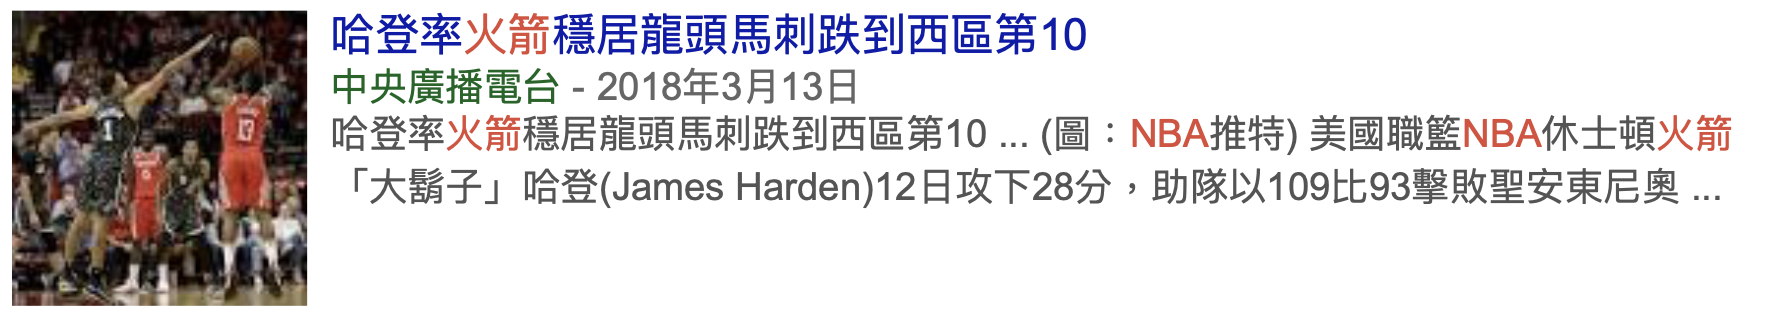 哈登率火箭穩居龍頭馬刺跌到西區第10
中央廣播電台 - 2018年3月13日
哈登率火箭穩居龍頭馬刺跌到西區第10 ... (圖：NBA推特) 美國職籃NBA休士頓火箭
「大鬍子」哈登(James Harden)12日攻下28分，助隊以109比93擊敗聖安東尼奧 ...
1
13